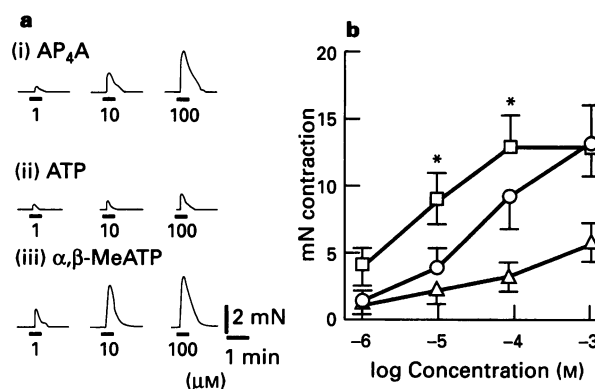 a
(i) AP4A
1 10 100
(ii) ATP
1 10 100
(iii) α,β-MeATP
1 10 100
2 mN
1 min
(μM)
b
20
15
10
5
0
mN contraction
* *
-6 -5 -4 -3
log Concentration (M)